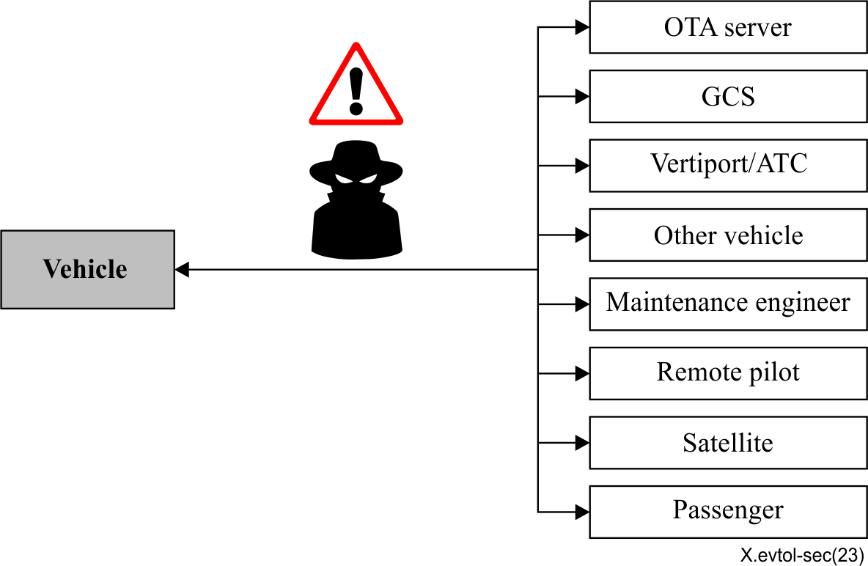 OTA server
GCS
Vertiport/ATC
Other vehicle
Vehicle
Maintenance engineer
Remote pilot
Satellite
Passenger
X.evtol-sec(23)